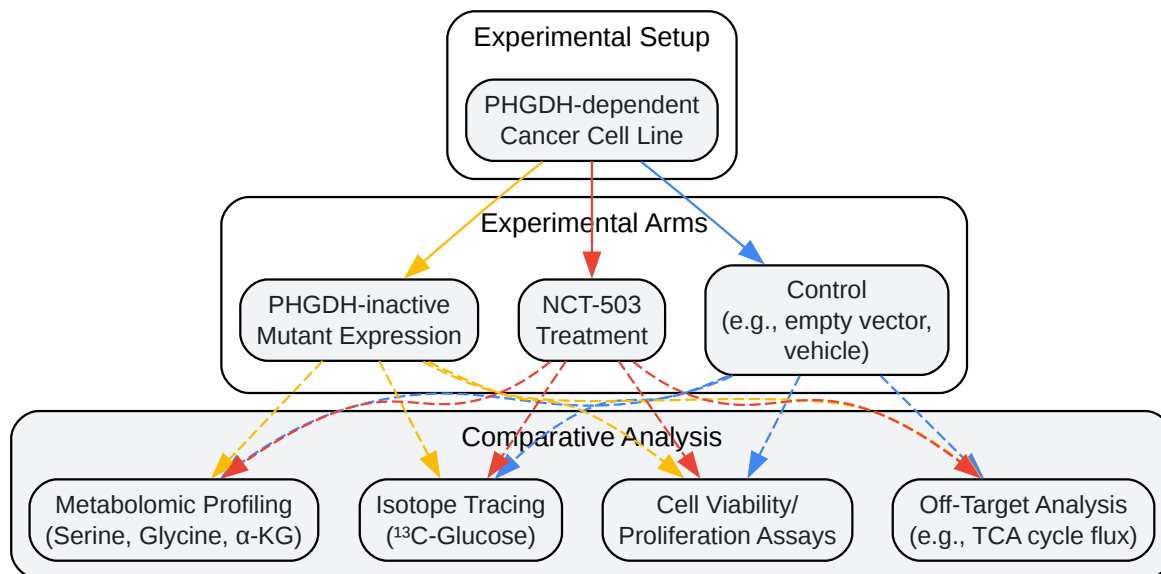 Experimental Setup
PHGDH-dependent
Cancer Cell Line
Experimental Arms
PHGDH-inactive
Mutant Expression
NCT-503
Treatment
Control
(e.g., empty vector,
vehicle)
Comparative Analysis
Metabolomic Profiling
(Serine, Glycine, α-KG)
Isotope Tracing
(¹³C-Glucose)
Cell Viability/
Proliferation Assays
Off-Target Analysis
(e.g., TCA cycle flux)